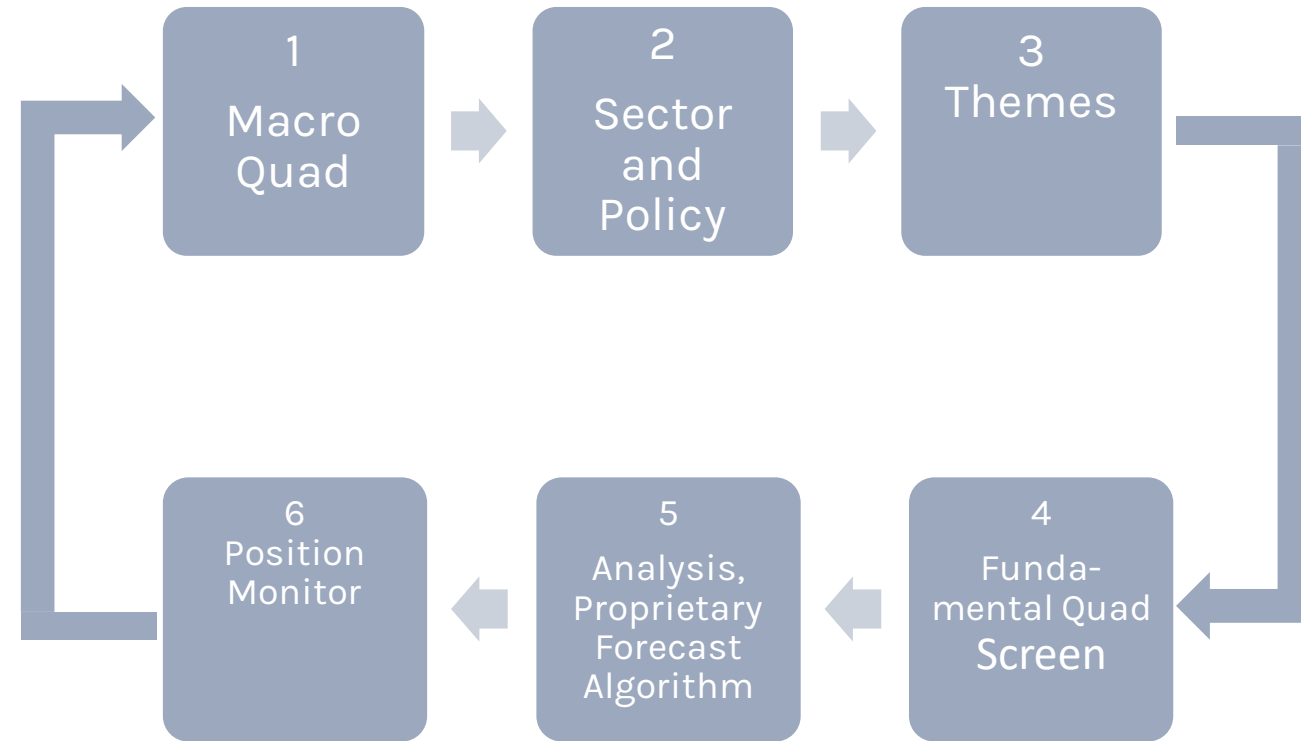 1
Macro
Quad
2
Sector
and
Policy
3
Themes
4
Funda-
mental Quad
Screen
5
Analysis,
Proprietary
Forecast
Algorithm
6
Position
Monitor